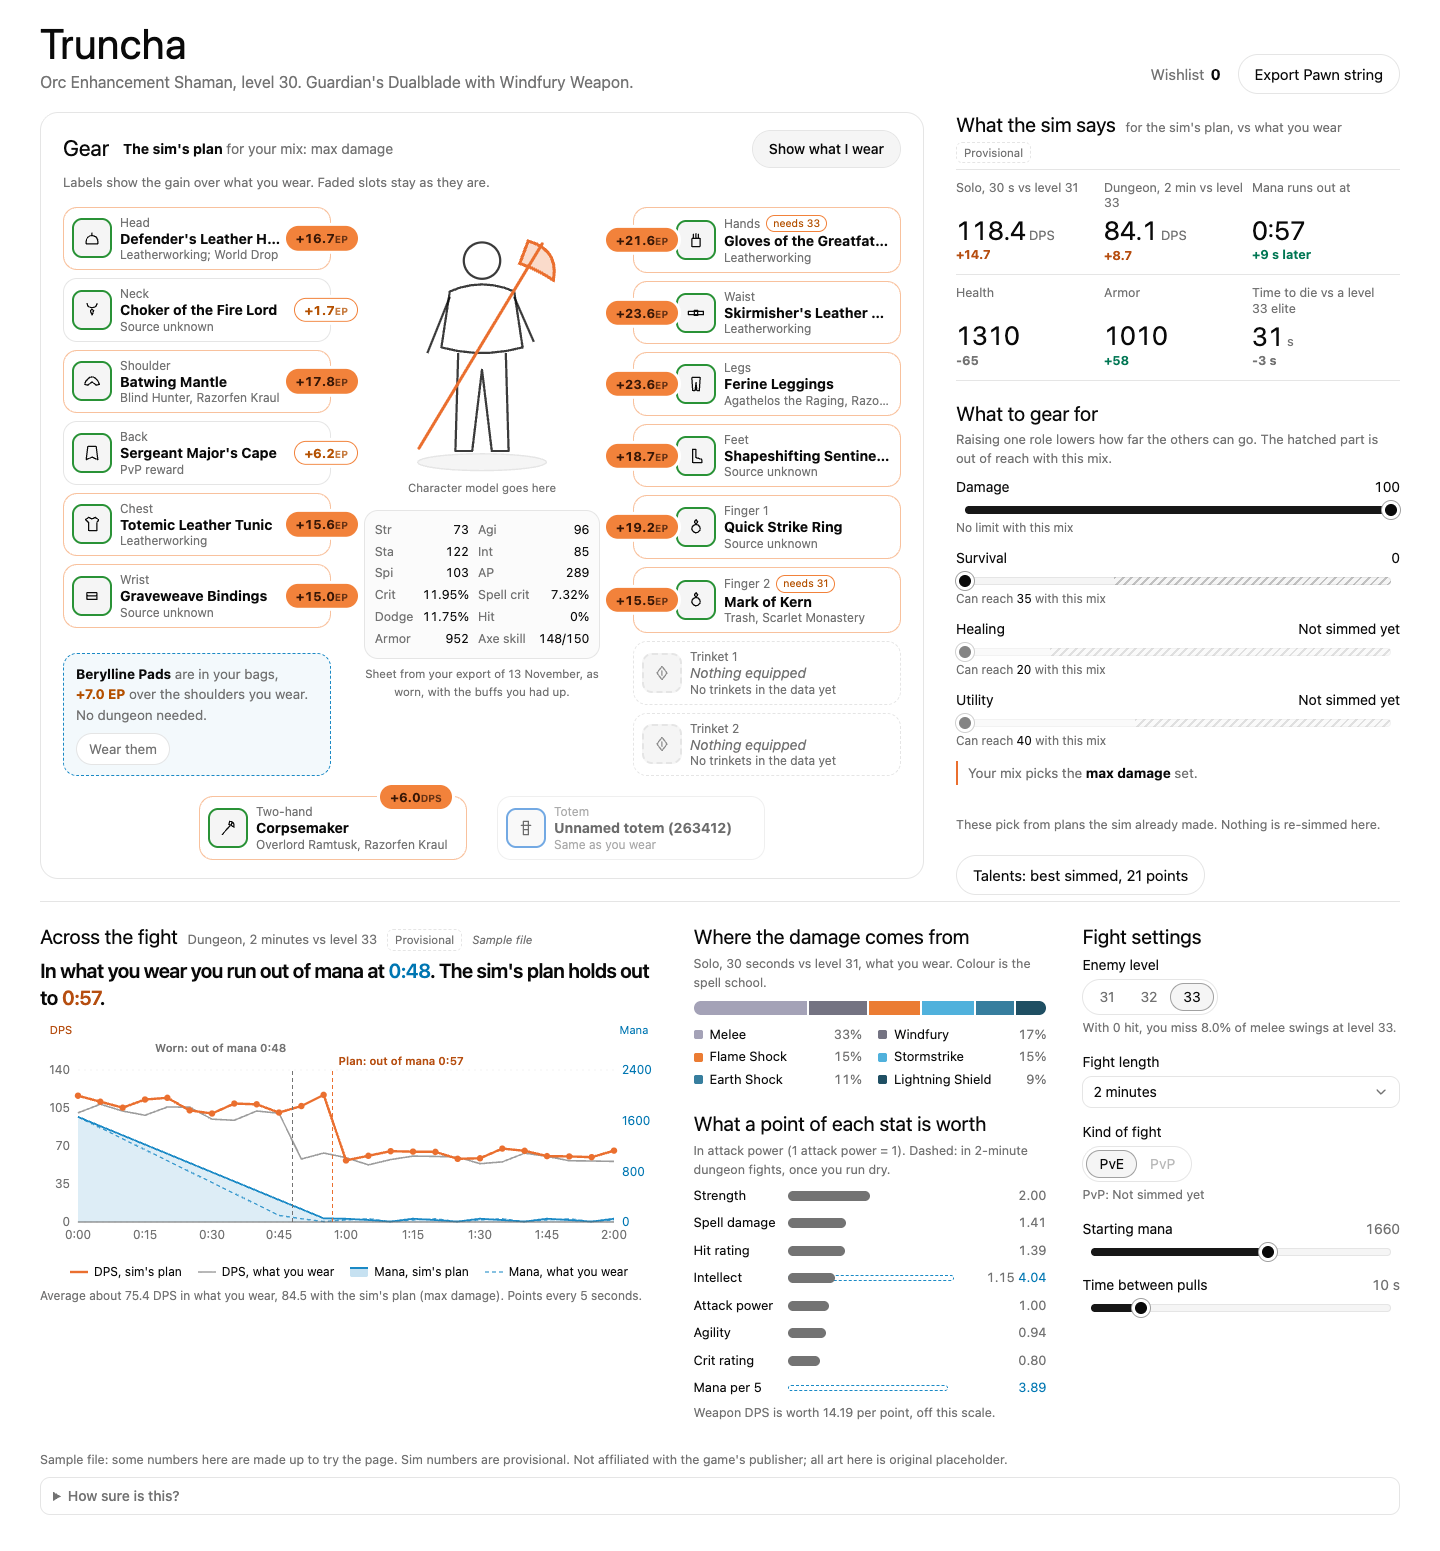 Truncha
Orc Enhancement Shaman, level 30. Guardian's Dualblade with Windfury Weapon.
Wishlist 0
Export Pawn string
Gear
The sim's plan for your mix: max damage
Show what I wear
Labels show the gain over what you wear. Faded slots stay as they are.
Head
Defender's Leather H...
Leatherworking; World Drop
+16.7EP
Neck
Choker of the Fire Lord
Source unknown
+1.7EP
Shoulder
Batwing Mantle
Blind Hunter, Razorfen Kraul
+17.8EP
Back
Sergeant Major's Cape
PvP reward
+6.2EP
Chest
Totemic Leather Tunic
Leatherworking
+15.6EP
Wrist
Graveweave Bindings
Source unknown
+15.0EP
Berylline Pads are in your bags,
+7.0 EP over the shoulders you wear.
No dungeon needed.
Wear them
Character model goes here
Str 73 Agi 96
Sta 122 Int 85
Spi 103 AP 289
Crit 11.95% Spell crit 7.32%
Dodge 11.75% Hit 0%
Armor 952 Axe skill 148/150
Sheet from your export of 13 November, as
worn, with the buffs you had up.
+21.6EP
Hands needs 33
Gloves of the Greatfat...
Leatherworking
+23.6EP
Waist
Skirmisher's Leather ...
Leatherworking
+23.6EP
Legs
Ferine Leggings
Agathelos the Raging, Razo...
+18.7EP
Feet
Shapeshifting Sentine...
Source unknown
+19.2EP
Finger 1
Quick Strike Ring
Source unknown
+15.5EP
Finger 2 needs 31
Mark of Kern
Trash, Scarlet Monastery
Trinket 1
Nothing equipped
No trinkets in the data yet
Trinket 2
Nothing equipped
No trinkets in the data yet
+6.0DPS
Two-hand
Corpsemaker
Overlord Ramtusk, Razorfen Kraul
Totem
Unnamed totem (263412)
Same as you wear
What the sim says for the sim's plan, vs what you wear
Provisional
Solo, 30 s vs level 31
118.4 DPS
+14.7
Dungeon, 2 min vs level
33
84.1 DPS
+8.7
Mana runs out at
0:57
+9 s later
Health
1310
-65
Armor
1010
+58
Time to die vs a level
33 elite
31 s
-3 s
What to gear for
Raising one role lowers how far the others can go. The hatched part is
out of reach with this mix.
Damage 100
No limit with this mix
Survival 0
Can reach 35 with this mix
Healing Not simmed yet
Can reach 20 with this mix
Utility Not simmed yet
Can reach 40 with this mix
Your mix picks the max damage set.
These pick from plans the sim already made. Nothing is re-simmed here.
Talents: best simmed, 21 points
Across the fight Dungeon, 2 minutes vs level 33 Provisional Sample file
In what you wear you run out of mana at 0:48. The sim's plan holds out
to 0:57.
DPS
Mana
Worn: out of mana 0:48
Plan: out of mana 0:57
140
105
70
35
0
2400
1600
800
0
0:00 0:15 0:30 0:45 1:00 1:15 1:30 1:45 2:00
DPS, sim's plan DPS, what you wear Mana, sim's plan Mana, what you wear
Average about 75.4 DPS in what you wear, 84.5 with the sim's plan (max damage). Points every 5 seconds.
Where the damage comes from
Solo, 30 seconds vs level 31, what you wear. Colour is the
spell school.
Melee 33% Windfury 17%
Flame Shock 15% Stormstrike 15%
Earth Shock 11% Lightning Shield 9%
What a point of each stat is worth
In attack power (1 attack power = 1). Dashed: in 2-minute
dungeon fights, once you run dry.
Strength 2.00
Spell damage 1.41
Hit rating 1.39
Intellect 1.15 4.04
Attack power 1.00
Agility 0.94
Crit rating 0.80
Mana per 5 3.89
Weapon DPS is worth 14.19 per point, off this scale.
Fight settings
Enemy level
31 32 33
With 0 hit, you miss 8.0% of melee swings at level 33.
Fight length
2 minutes
Kind of fight
PvE PvP
PvP: Not simmed yet
Starting mana 1660
Time between pulls 10 s
Sample file: some numbers here are made up to try the page. Sim numbers are provisional. Not affiliated with the game's publisher; all art here is original placeholder.
How sure is this?